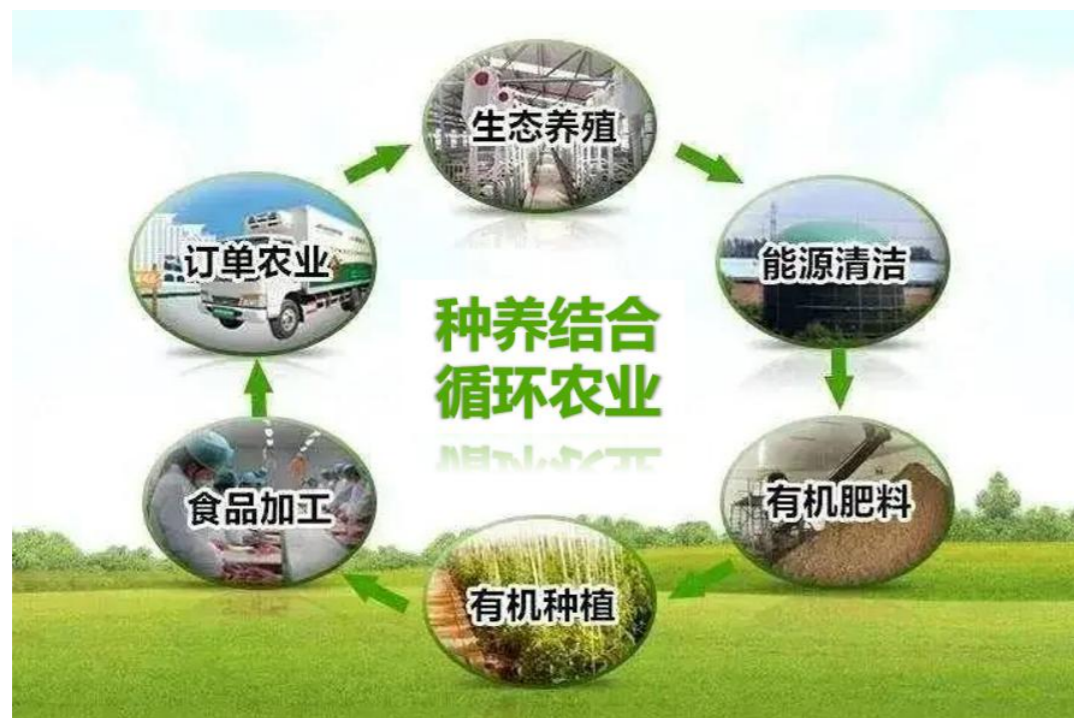 生态养殖
订单农业
能源清洁
种养结合
循环农业
食品加工
有机肥料
有机种植